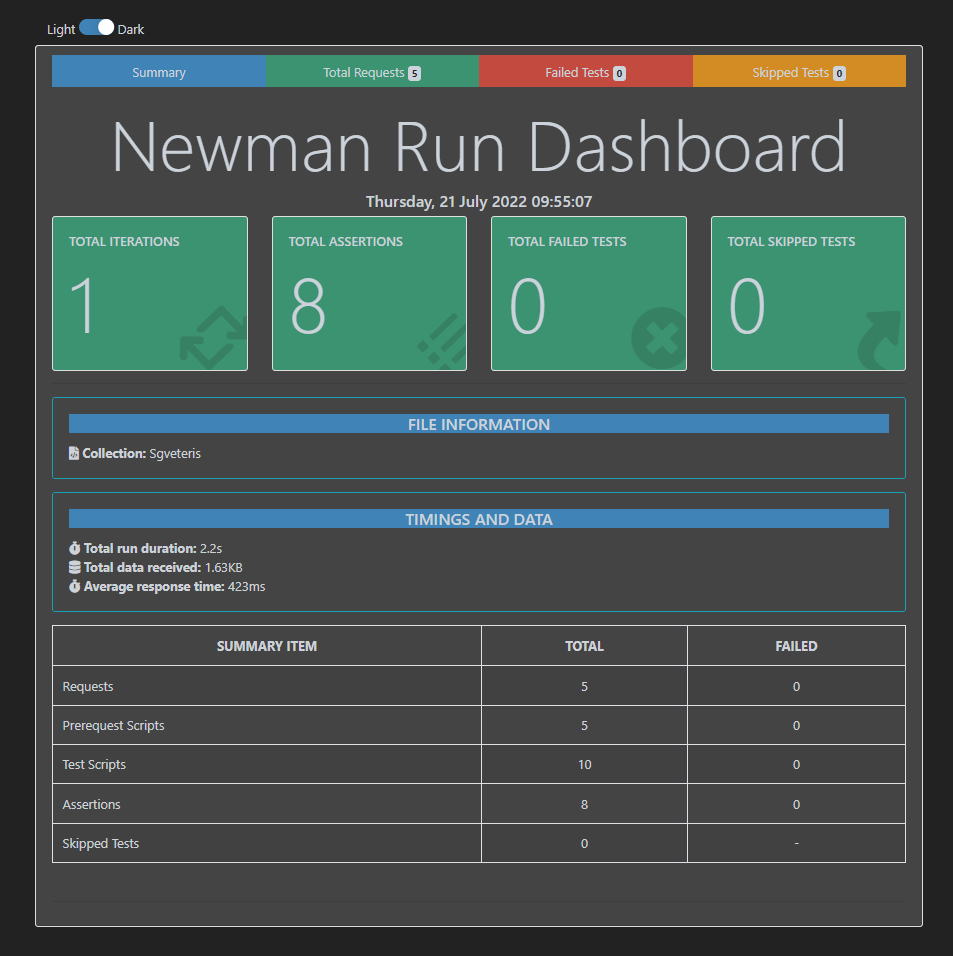 Light Dark
Summary Total Requests 5 Failed Tests 0 Skipped Tests 0
Newman Run Dashboard
Thursday, 21 July 2022 09:55:07
TOTAL ITERATIONS TOTAL ASSERTIONS TOTAL FAILED TESTS TOTAL SKIPPED TESTS
1 8 0 0
FILE INFORMATION
Collection: Sgveteris
TIMINGS AND DATA
Total run duration: 2.2s
Total data received: 1.63KB
Average response time: 423ms
SUMMARY ITEM TOTAL FAILED
Requests 5 0
Prerequest Scripts 5 0
Test Scripts 10 0
Assertions 8 0
Skipped Tests 0 -